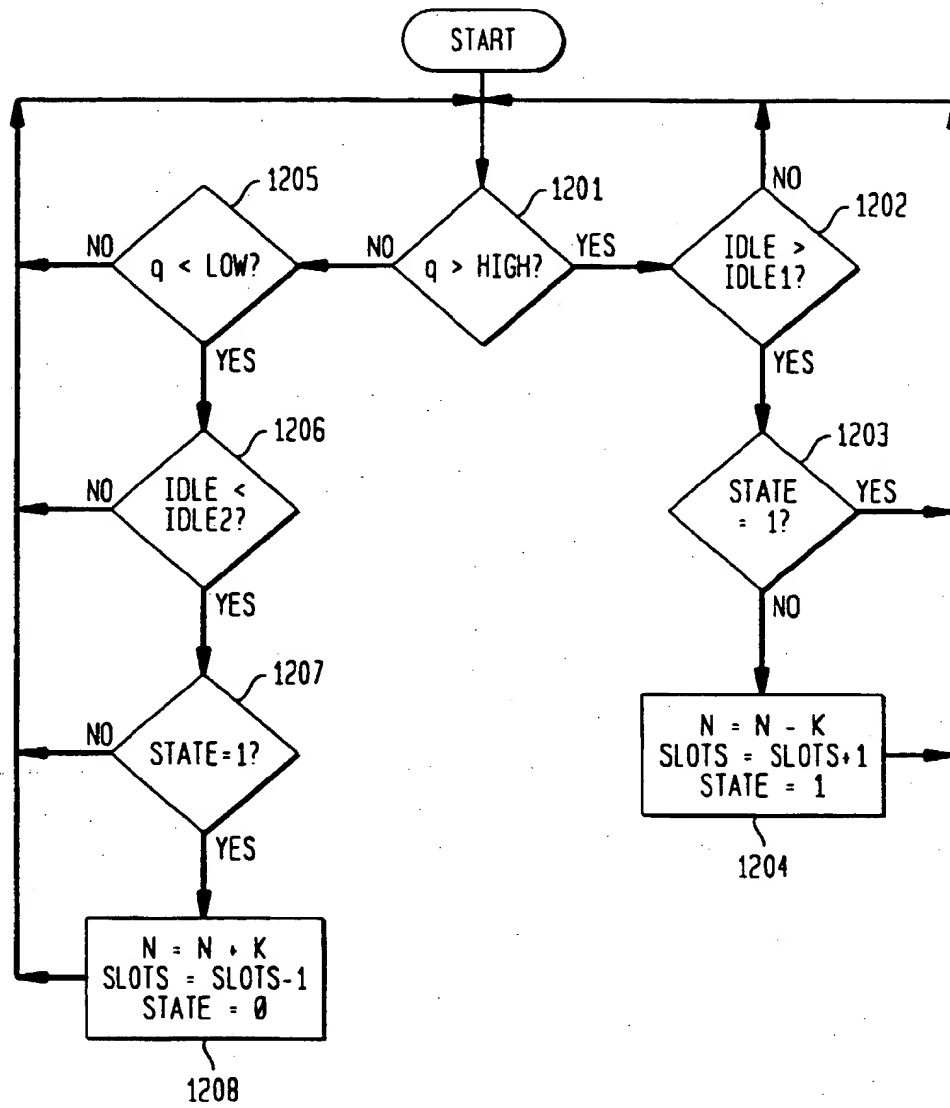 START
1205
1201
1202
NO
q < LOW?
NO
q > HIGH?
YES
IDLE >
IDLE1?
NO
YES
YES
1206
1203
NO
IDLE <
IDLE2?
STATE
= 1?
YES
YES
NO
1207
NO
STATE=1?
N = N - K
SLOTS = SLOTS+1
STATE = 1
YES
1204
N = N + K
SLOTS = SLOTS-1
STATE = 0
1208